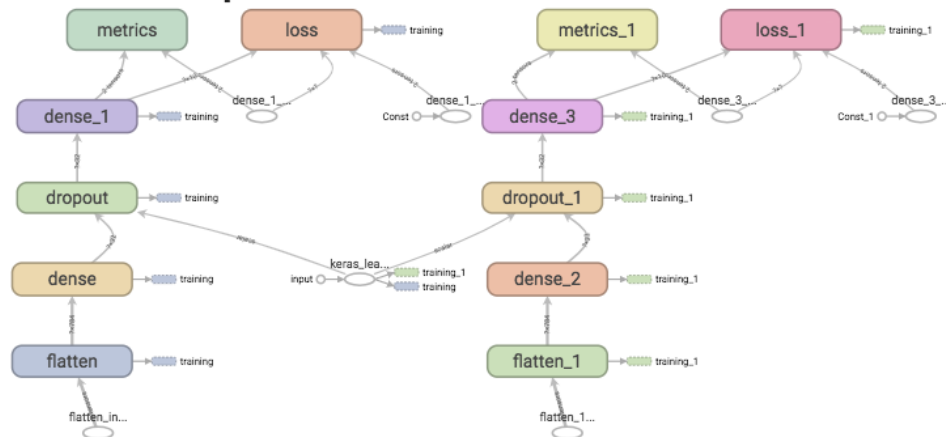 metrics
loss
training
metrics_1
loss_1
training_1
dense_1_...
dense_1_...
dense_3_...
dense_3_...
dense_1
training
Const
dense_3
training_1
Const_1
dropout
training
dropout_1
training_1
keras_lea...
dense
training
input
training_1
training
dense_2
training_1
flatten
training
flatten_1
training_1
flatten_in...
flatten_1...